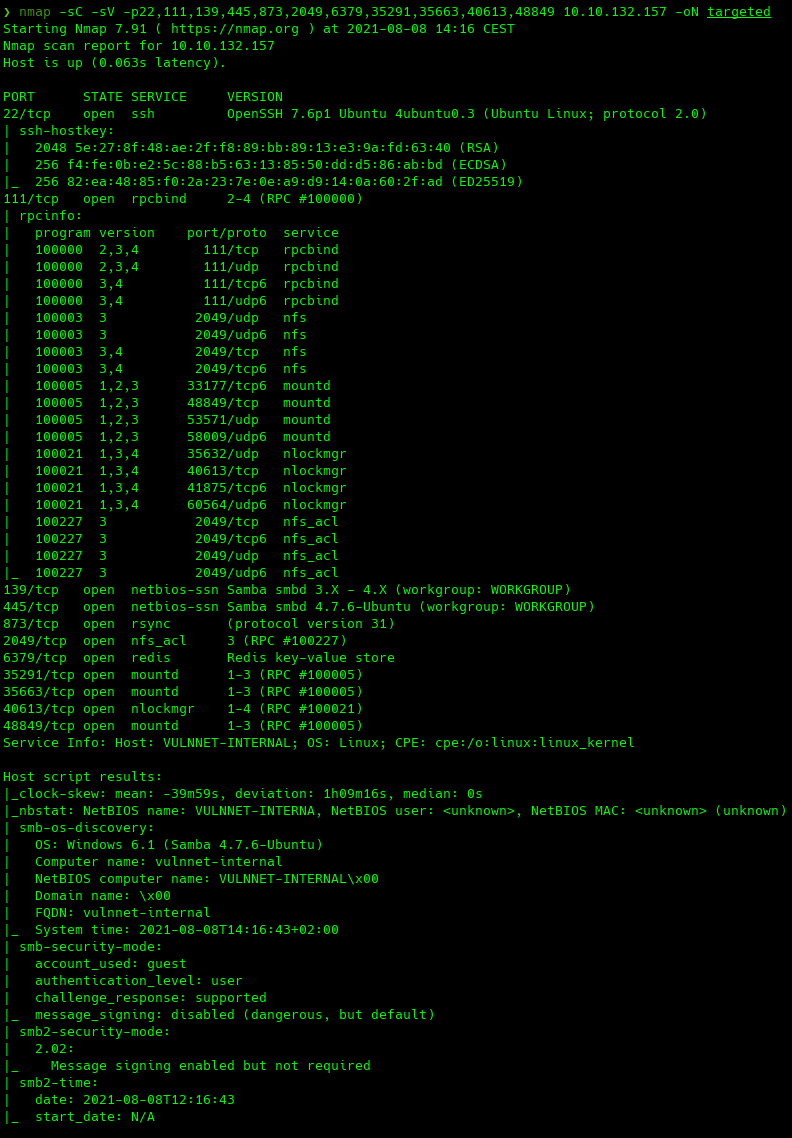 ❯ nmap -sC -sV -p22,111,139,445,873,2049,6379,35291,35663,40613,48849 10.10.132.157 -oN targeted
Starting Nmap 7.91 ( https://nmap.org ) at 2021-08-08 14:16 CEST
Nmap scan report for 10.10.132.157
Host is up (0.063s latency).

PORT      STATE SERVICE     VERSION
22/tcp    open  ssh         OpenSSH 7.6p1 Ubuntu 4ubuntu0.3 (Ubuntu Linux; protocol 2.0)
| ssh-hostkey:
|   2048 5e:27:8f:48:ae:2f:f8:89:bb:89:13:e3:9a:fd:63:40 (RSA)
|   256 f4:fe:0b:e2:5c:88:b5:63:13:85:50:dd:d5:86:ab:bd (ECDSA)
|_  256 82:ea:48:85:f0:2a:23:7e:0e:a9:d9:14:0a:60:2f:ad (ED25519)
111/tcp   open  rpcbind     2-4 (RPC #100000)
| rpcinfo:
|   program version    port/proto  service
|   100000  2,3,4         111/tcp   rpcbind
|   100000  2,3,4         111/udp   rpcbind
|   100000  3,4           111/tcp6  rpcbind
|   100000  3,4           111/udp6  rpcbind
|   100003  3            2049/udp   nfs
|   100003  3            2049/udp6  nfs
|   100003  3,4          2049/tcp   nfs
|   100003  3,4          2049/tcp6  nfs
|   100005  1,2,3       33177/tcp6  mountd
|   100005  1,2,3       48849/tcp   mountd
|   100005  1,2,3       53571/udp   mountd
|   100005  1,2,3       58009/udp6  mountd
|   100021  1,3,4       35632/udp   nlockmgr
|   100021  1,3,4       40613/tcp   nlockmgr
|   100021  1,3,4       41875/tcp6  nlockmgr
|   100021  1,3,4       60564/udp6  nlockmgr
|   100227  3            2049/tcp   nfs_acl
|   100227  3            2049/tcp6  nfs_acl
|   100227  3            2049/udp   nfs_acl
|_  100227  3            2049/udp6  nfs_acl
139/tcp   open  netbios-ssn Samba smbd 3.X - 4.X (workgroup: WORKGROUP)
445/tcp   open  netbios-ssn Samba smbd 4.7.6-Ubuntu (workgroup: WORKGROUP)
873/tcp   open  rsync       (protocol version 31)
2049/tcp  open  nfs_acl     3 (RPC #100227)
6379/tcp  open  redis       Redis key-value store
35291/tcp open  mountd      1-3 (RPC #100005)
35663/tcp open  mountd      1-3 (RPC #100005)
40613/tcp open  nlockmgr    1-4 (RPC #100021)
48849/tcp open  mountd      1-3 (RPC #100005)
Service Info: Host: VULNNET-INTERNAL; OS: Linux; CPE: cpe:/o:linux:linux_kernel

Host script results:
|_clock-skew: mean: -39m59s, deviation: 1h09m16s, median: 0s
|_nbstat: NetBIOS name: VULNNET-INTERNA, NetBIOS user: <unknown>, NetBIOS MAC: <unknown> (unknown)
| smb-os-discovery:
|   OS: Windows 6.1 (Samba 4.7.6-Ubuntu)
|   Computer name: vulnnet-internal
|   NetBIOS computer name: VULNNET-INTERNAL\x00
|   Domain name: \x00
|   FQDN: vulnnet-internal
|_  System time: 2021-08-08T14:16:43+02:00
| smb-security-mode:
|   account_used: guest
|   authentication_level: user
|   challenge_response: supported
|_  message_signing: disabled (dangerous, but default)
| smb2-security-mode:
|   2.02:
|_    Message signing enabled but not required
| smb2-time:
|   date: 2021-08-08T12:16:43
|_  start_date: N/A